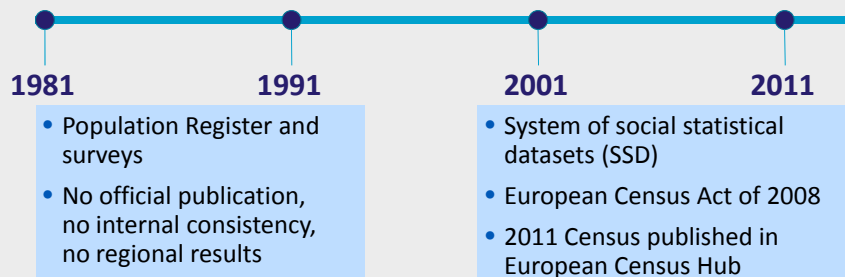 1981
1991
2001
2011
• Population Register and
surveys
• No official publication,
no internal consistency,
no regional results
• System of social statistical
datasets (SSD)
• European Census Act of 2008
• 2011 Census published in
European Census Hub